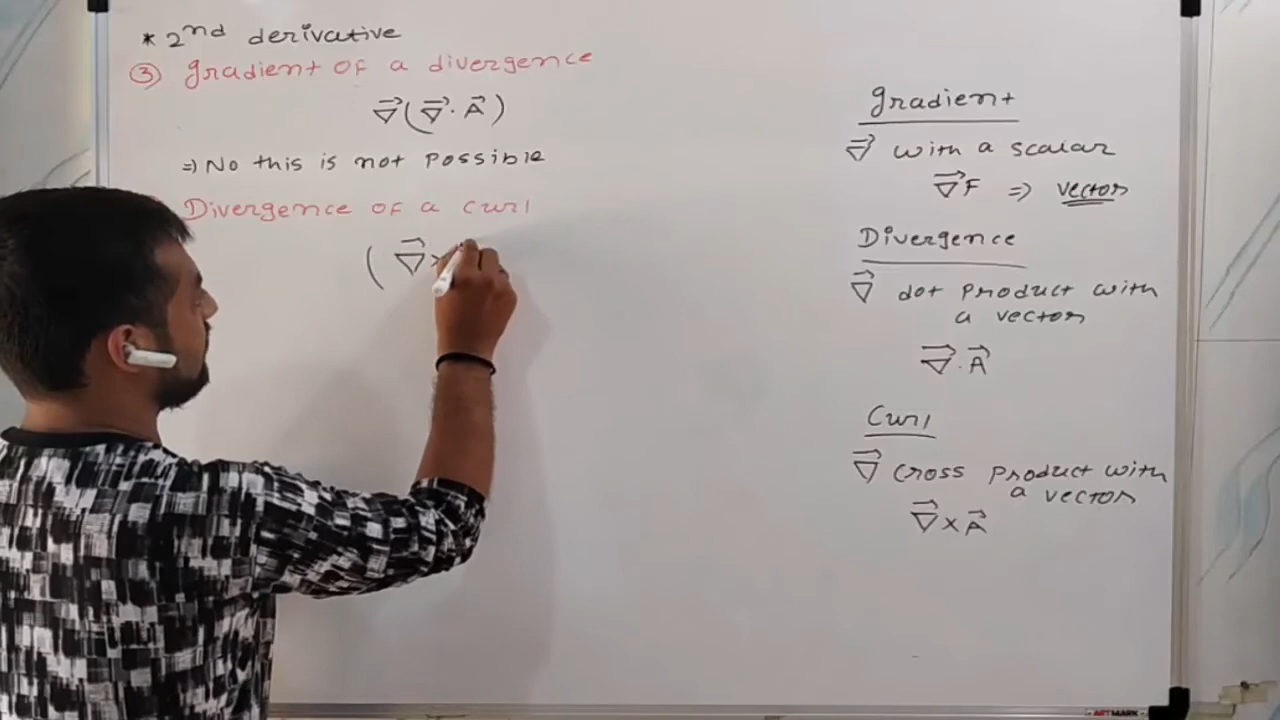 * 2nd derivative
③ gradient of a divergence
∇⃗(∇⃗·A⃗)
⇒ No this is not possible
Divergence of a curl
( ∇⃗×
gradient
∇⃗ with a scalar
∇⃗F ⇒ vector
Divergence
∇⃗ dot product with
a vector
∇⃗·A⃗
Curl
∇⃗ cross product with
a vector
∇⃗×A⃗
ARTMARK